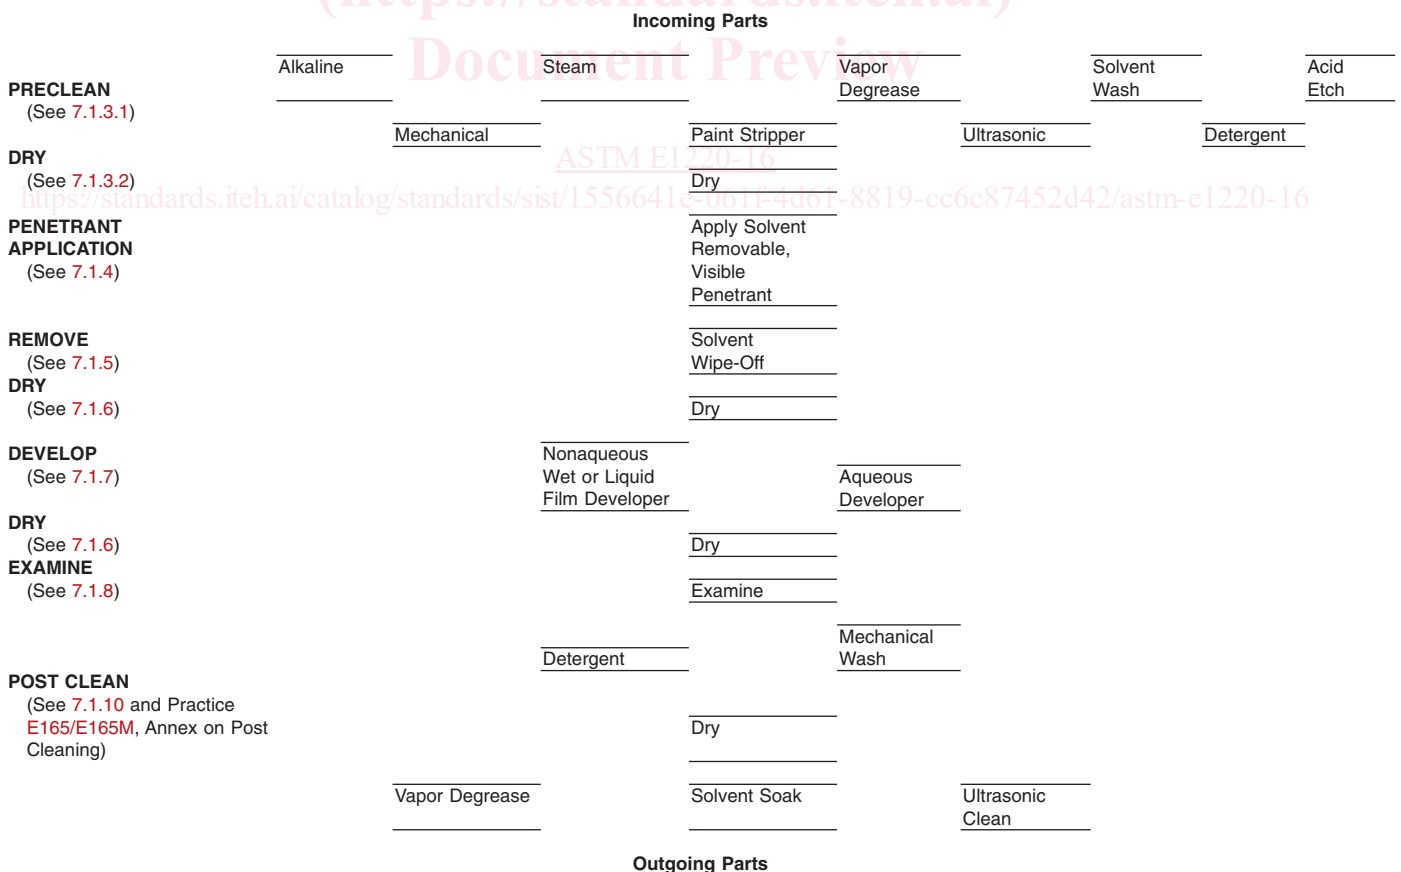 (https://standards.iteh.ai)
Incoming Parts
Document Preview
Alkaline Steam Vapor Solvent Acid
PRECLEAN Degrease Wash Etch
(See 7.1.3.1)
Mechanical Paint Stripper Ultrasonic Detergent
DRY
ASTM E1220-16
(See 7.1.3.2) Dry
https://standards.iteh.ai/catalog/standards/sist/1556641e-061f-4d61-8819-cc6c87452d42/astm-e1220-16
PENETRANT Apply Solvent
APPLICATION Removable,
(See 7.1.4) Visible
Penetrant
REMOVE Solvent
(See 7.1.5) Wipe-Off
DRY
(See 7.1.6) Dry
DEVELOP Nonaqueous
(See 7.1.7) Wet or Liquid Aqueous
Film Developer Developer
DRY
(See 7.1.6) Dry
EXAMINE
(See 7.1.8) Examine
Mechanical
Detergent Wash
POST CLEAN
(See 7.1.10 and Practice
E165/E165M, Annex on Post Dry
Cleaning)
Vapor Degrease Solvent Soak Ultrasonic
Clean
Outgoing Parts